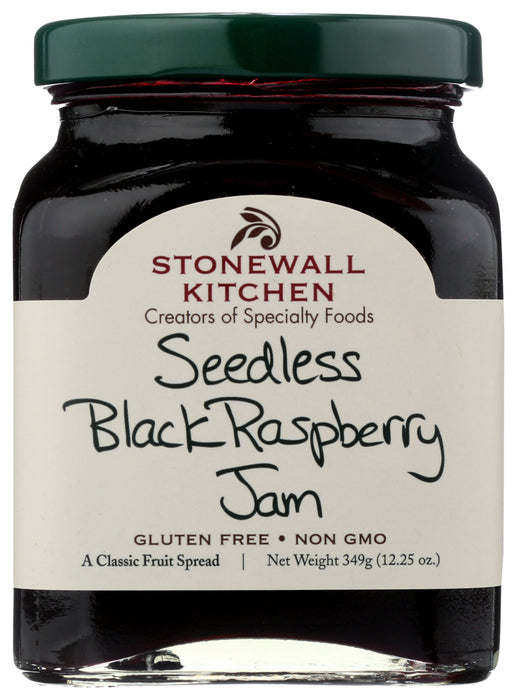 STONEWALL
KITCHEN
Creators of Specialty Foods
Seedless
Black Raspberry
Jam
GLUTEN FREE • NON GMO
A Classic Fruit Spread | Net Weight 349g (12.25 oz.)